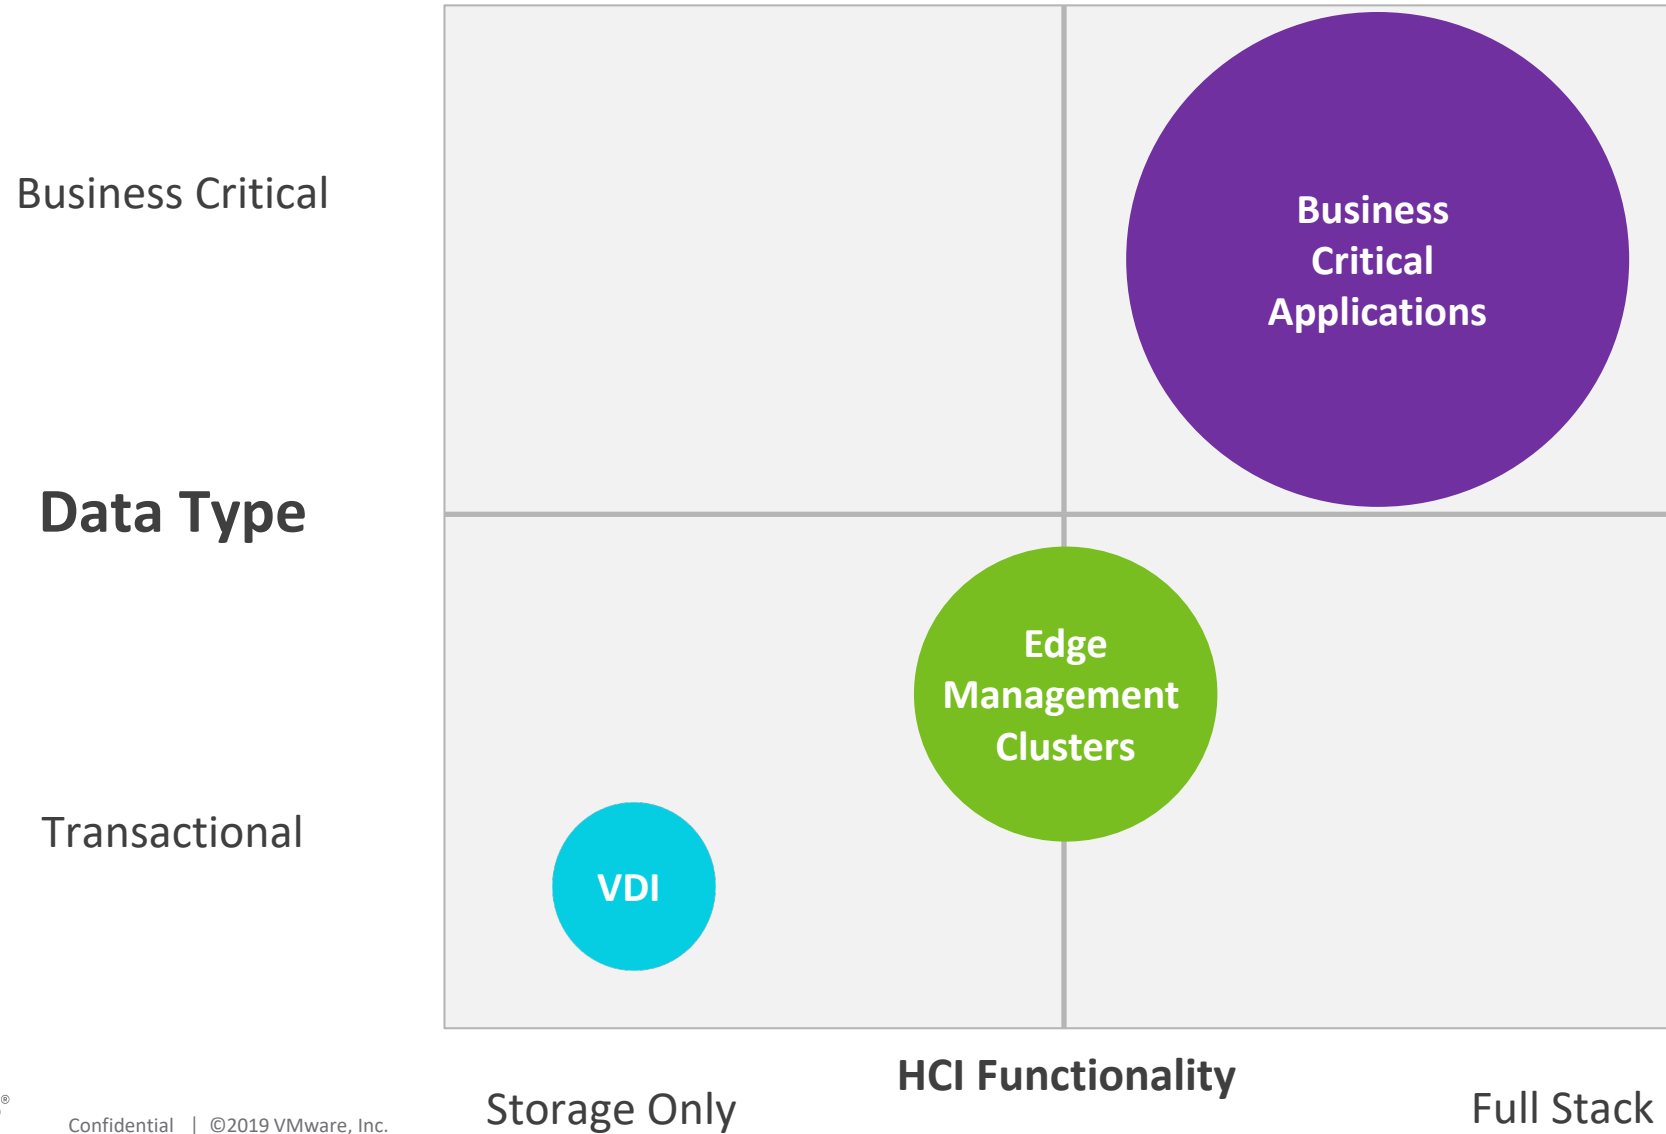 Business Critical
Business
Critical
Applications
Data Type
Edge
Management
Clusters
Transactional
VDI
HCI Functionality
Storage Only
Full Stack
®
Confidential | ©2019 VMware, Inc.